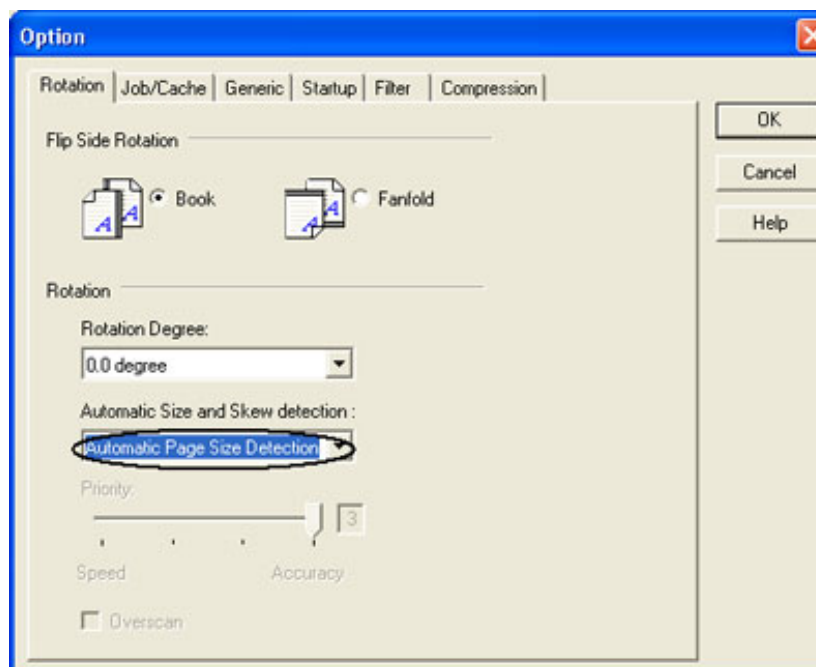 Option
Rotation Job/Cache Generic Startup Filter Compression
OK
Cancel
Help
Flip Side Rotation
A A Book A A Fanfold
Rotation
Rotation Degree:
0.0 degree
Automatic Size and Skew detection :
Automatic Page Size Detection
Priority:
3
Speed Accuracy
Overscan